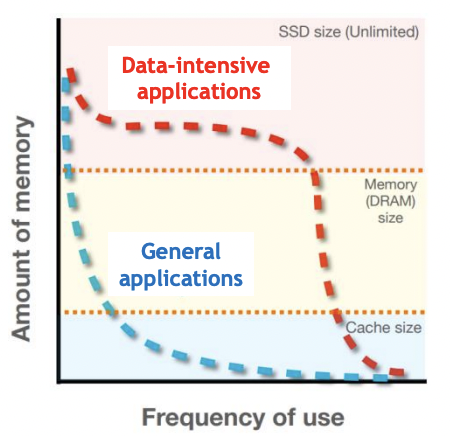 SSD size (Unlimited)
Data-intensive
applications
Memory
(DRAM)
size
General
applications
Cache size
Amount of memory
Frequency of use